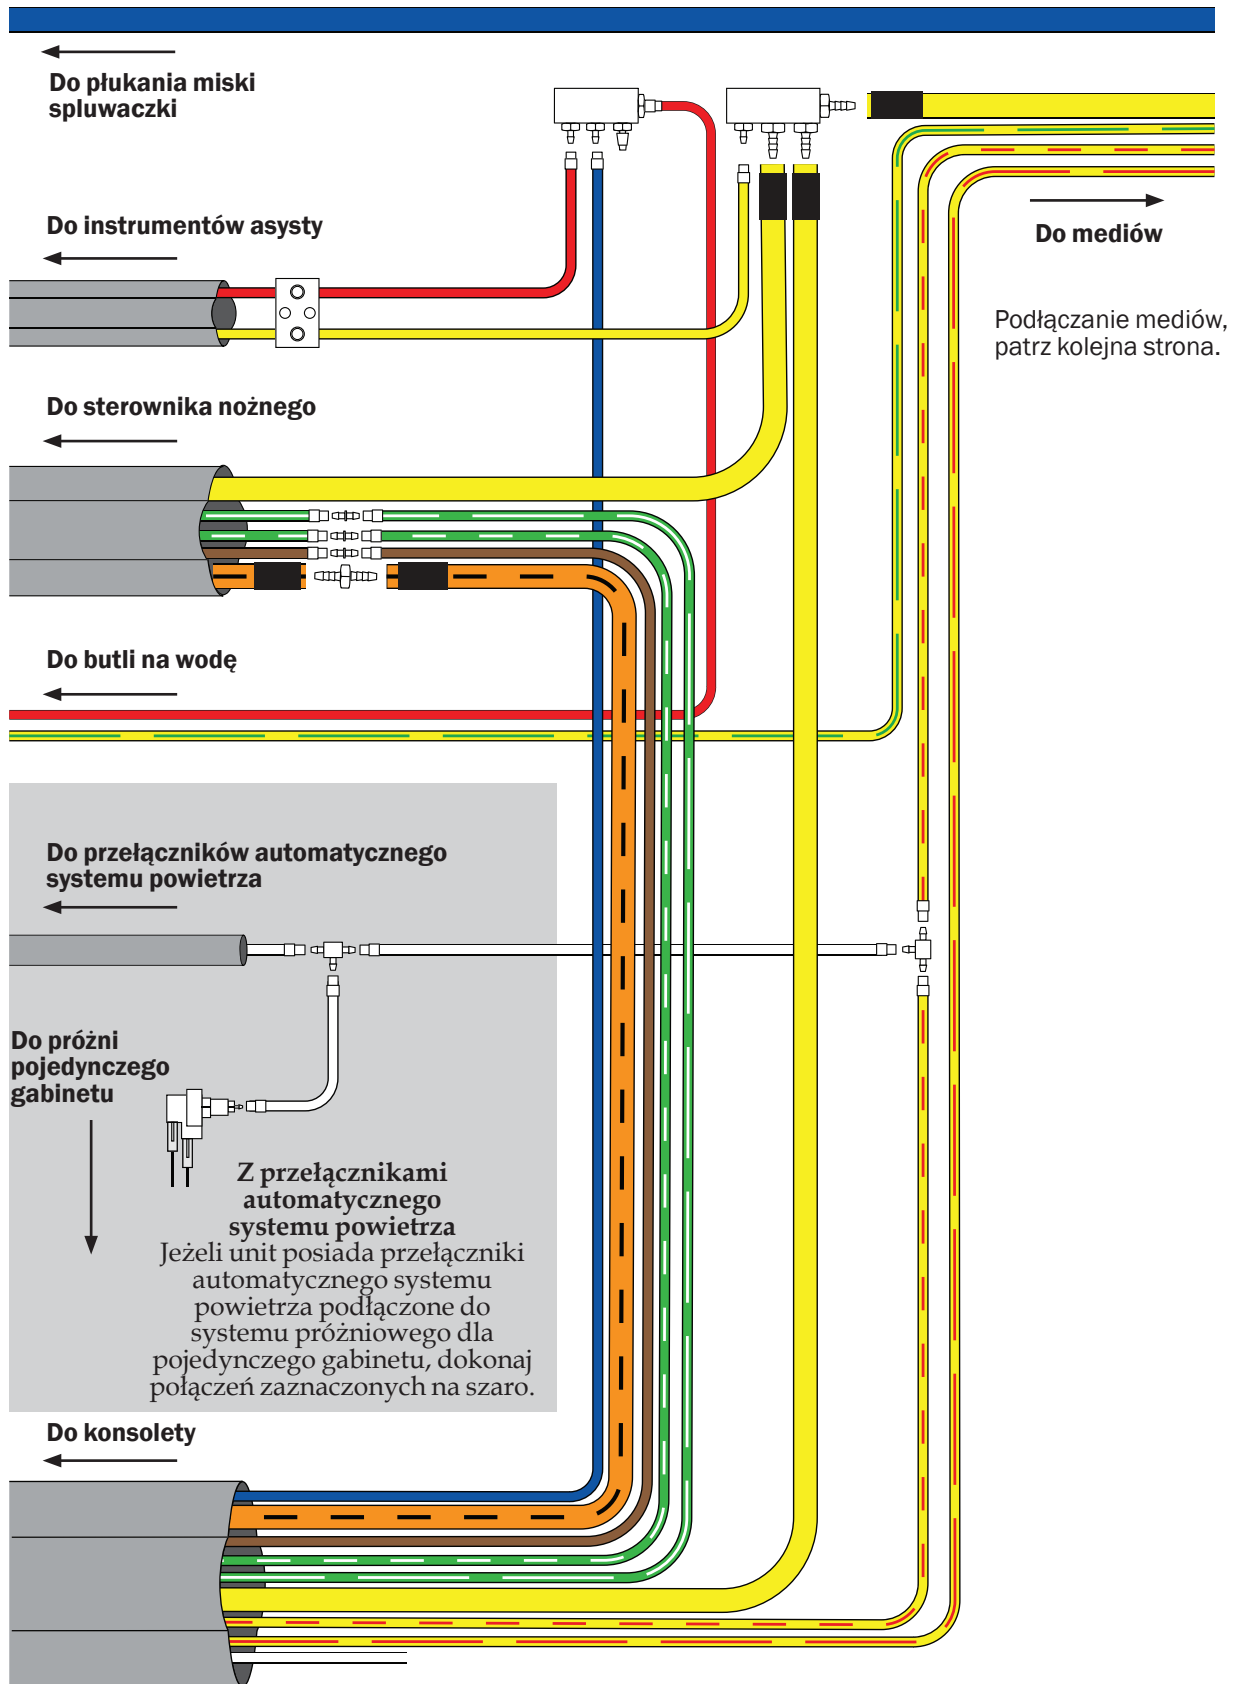 Do płukania miski
spluwaczki
Do instrumentów asysty
Do mediów
Podłączanie mediów,
patrz kolejna strona.
Do sterownika nożnego
Do butli na wodę
Do przełączników automatycznego
systemu powietrza
Do próżni
pojedynczego
gabinetu
Z przełącznikami
automatycznego
systemu powietrza
Jeżeli unit posiada przełączniki
automatycznego systemu
powietrza podłączone do
systemu próżniowego dla
pojedynczego gabinetu, dokonaj
połączeń zaznaczonych na szaro.
Do konsolety